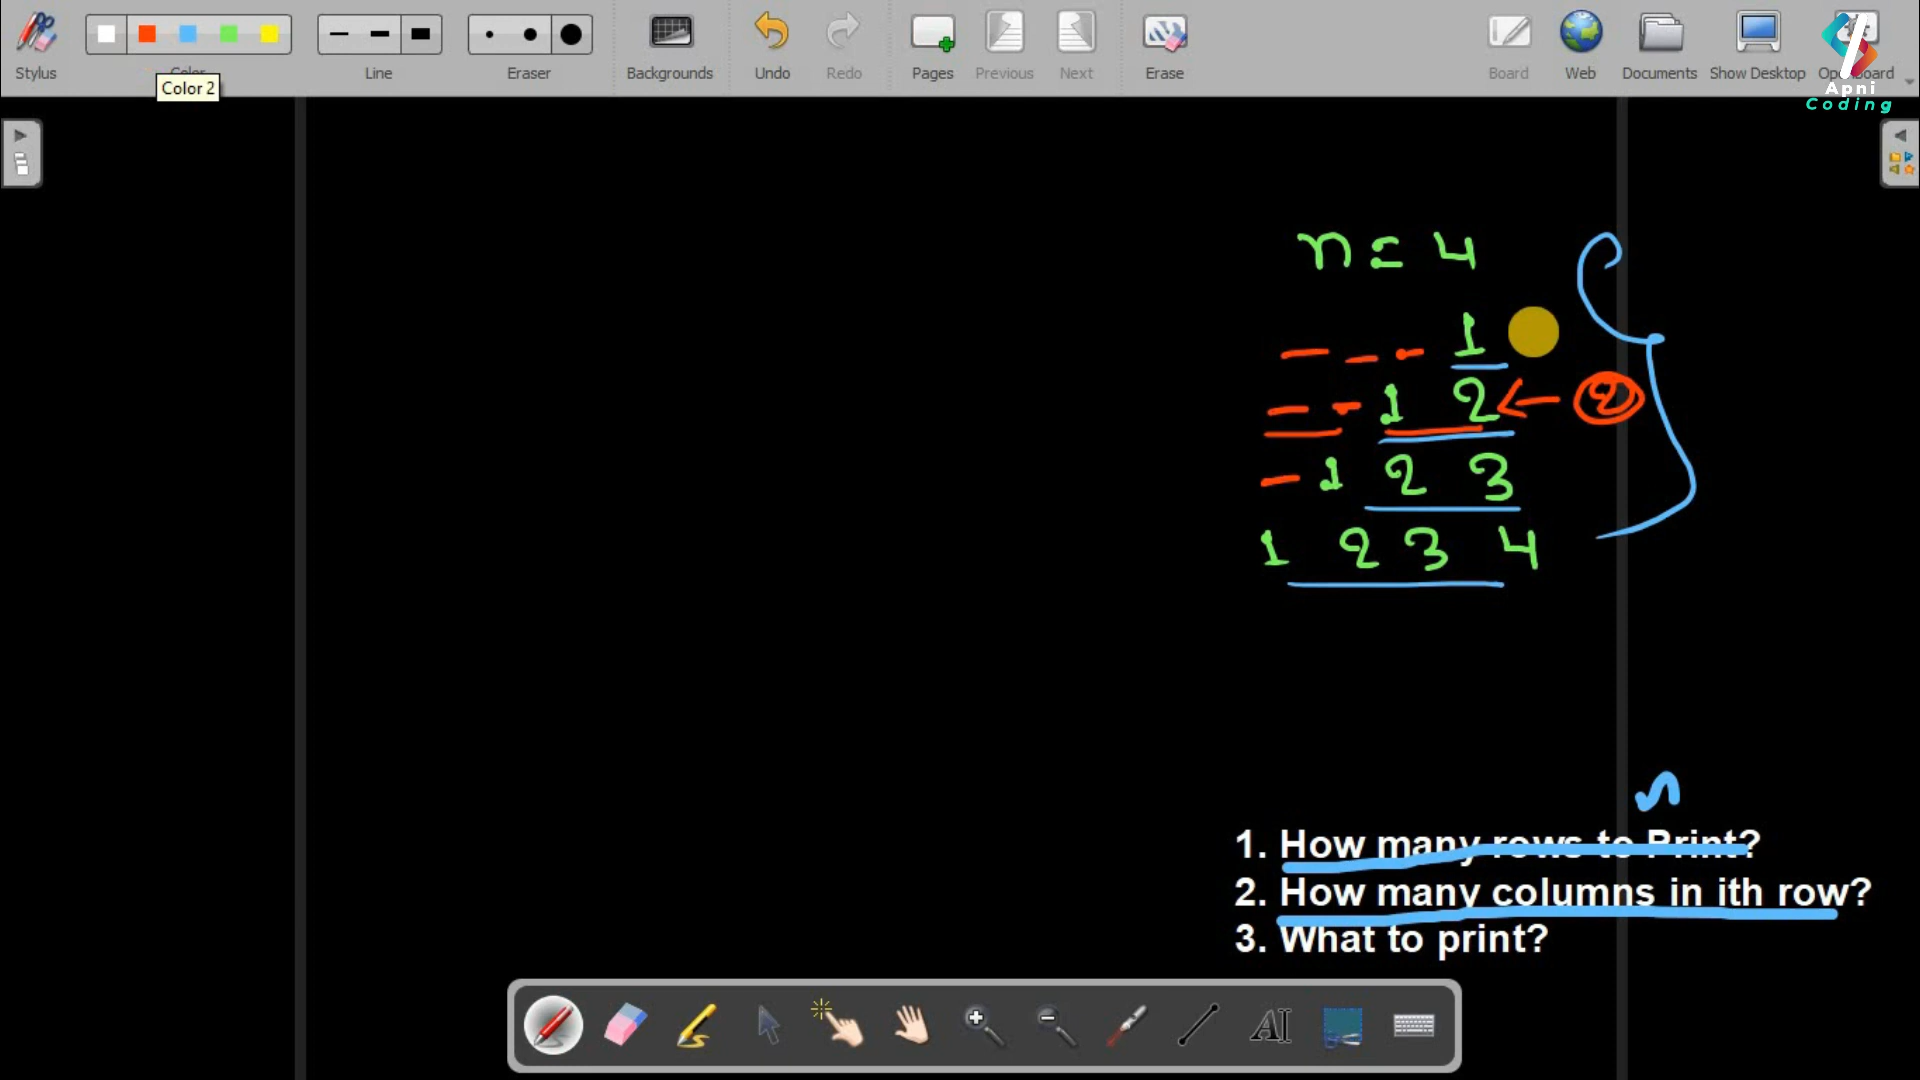 Stylus
Color
Line
Eraser
Backgrounds
Undo
Redo
Pages
Previous
Next
Erase
Board
Web
Documents
Show Desktop
Color 2
Apni
Coding
n = 4
_ _ _ 1
_ _ 1 2 ← 2
_ 1 2 3
1 2 3 4
n
1. How many rows to Print?
2. How many columns in ith row?
3. What to print?
AI